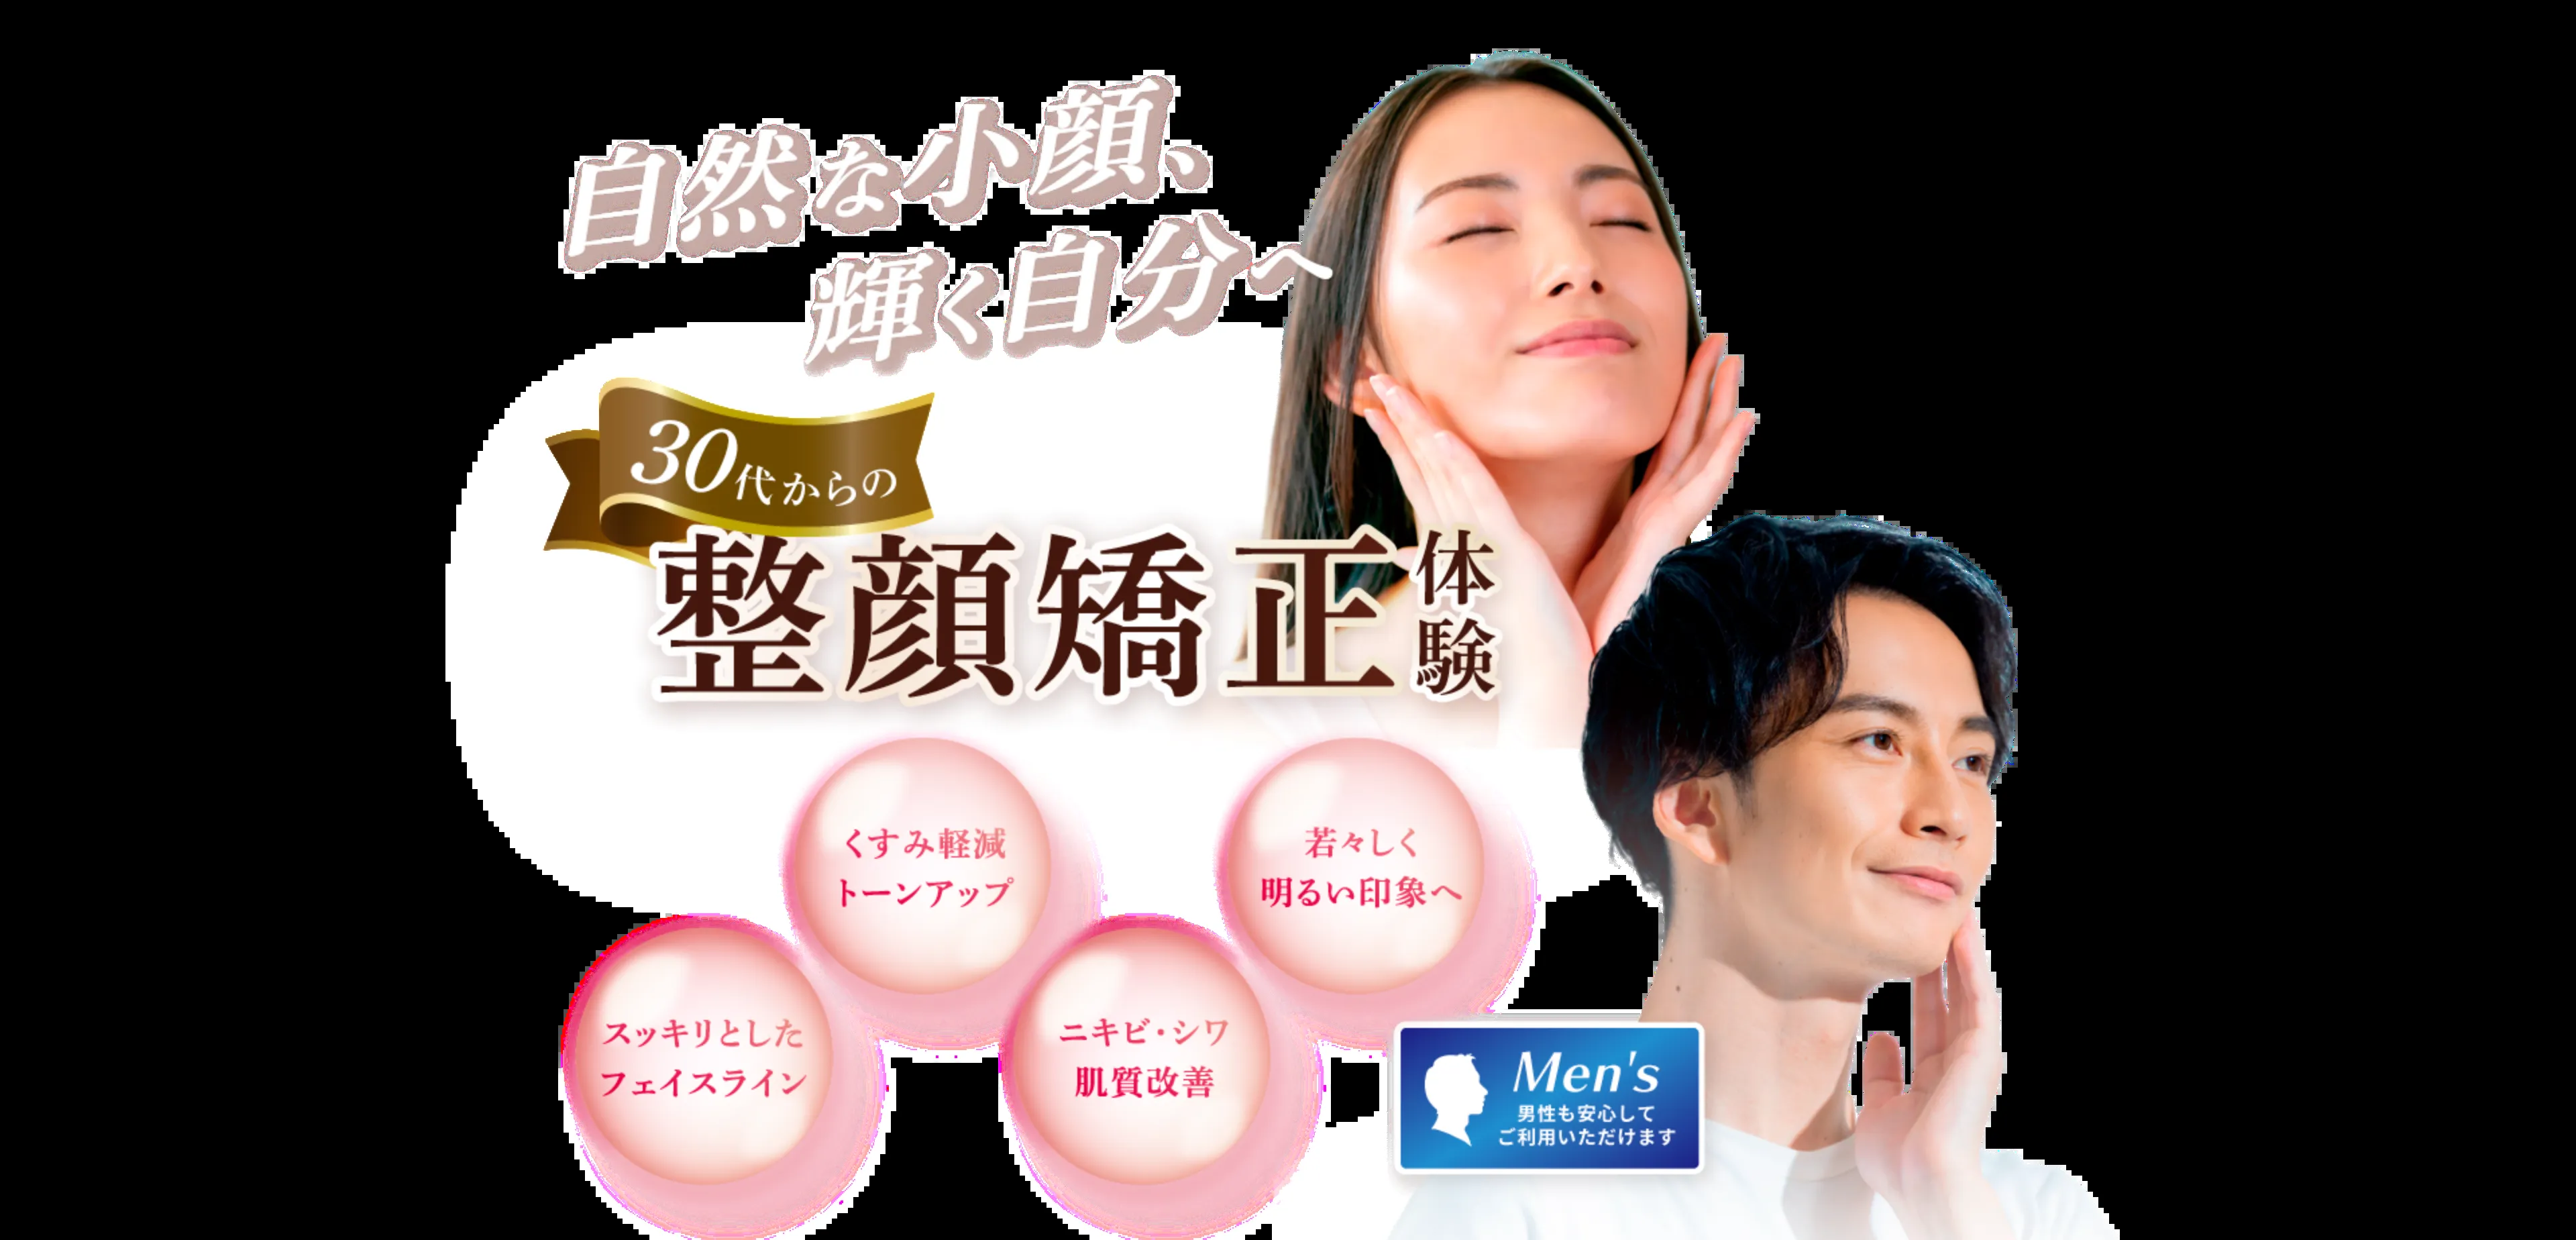 自然な小顔、
輝く自分へ
30代からの
整顔矯正体験
くすみ軽減
トーンアップ
若々しく
明るい印象へ
スッキリとした
フェイスライン
ニキビ・シワ
肌質改善
Men's
男性も安心して
ご利用いただけます